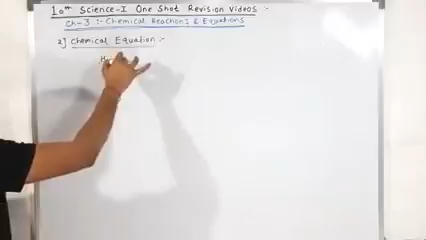 10th Science-I One Shot Revision Videos :-
Ch-3 :- Chemical Reactions & Equations
2] Chemical Equation :-
H